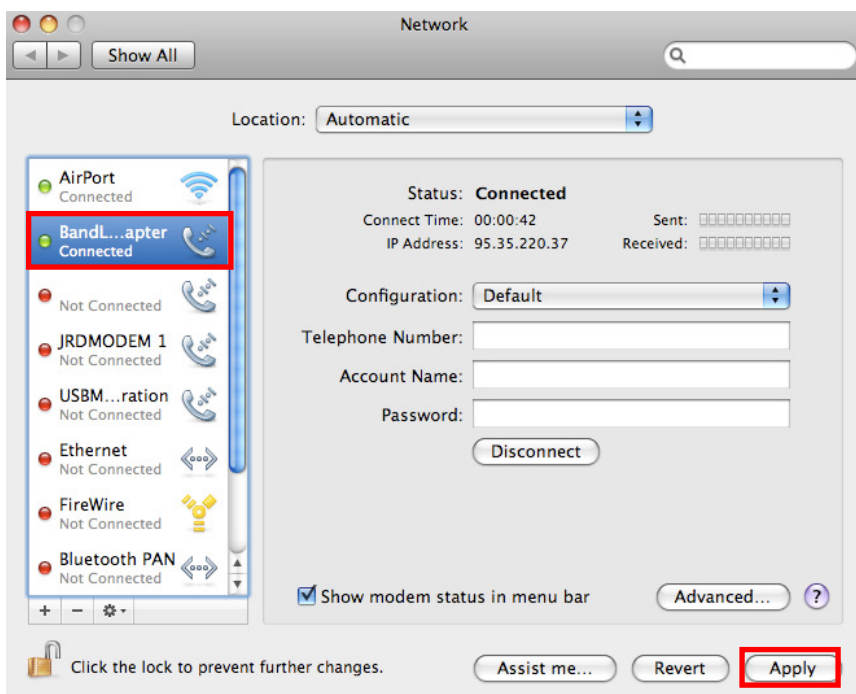 Network
Show All
Location: Automatic
AirPort
Connected
BandL...apter
Connected
Not Connected
JRDMODEM 1
Not Connected
USBM...ration
Not Connected
Ethernet
Not Connected
FireWire
Not Connected
Bluetooth PAN
Not Connected
Status: Connected
Connect Time: 00:00:42 Sent:
IP Address: 95.35.220.37 Received:
Configuration: Default
Telephone Number:
Account Name:
Password:
Disconnect
Show modem status in menu bar Advanced... ?
Click the lock to prevent further changes. Assist me... Revert Apply